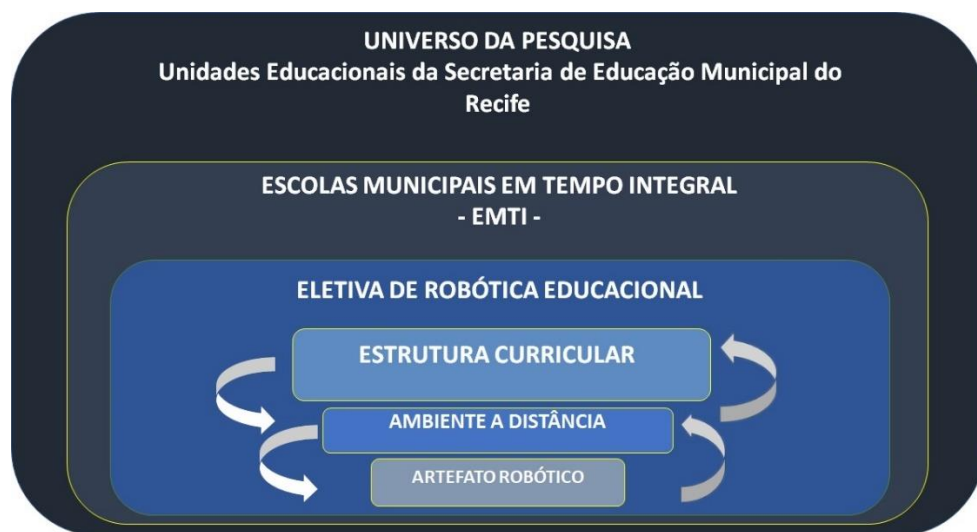 UNIVERSO DA PESQUISA
Unidades Educacionais da Secretaria de Educação Municipal do
Recife
ESCOLAS MUNICIPAIS EM TEMPO INTEGRAL
- EMTI -
ELETIVA DE ROBÓTICA EDUCACIONAL
ESTRUTURA CURRICULAR
AMBIENTE A DISTÂNCIA
ARTEFATO ROBÓTICO